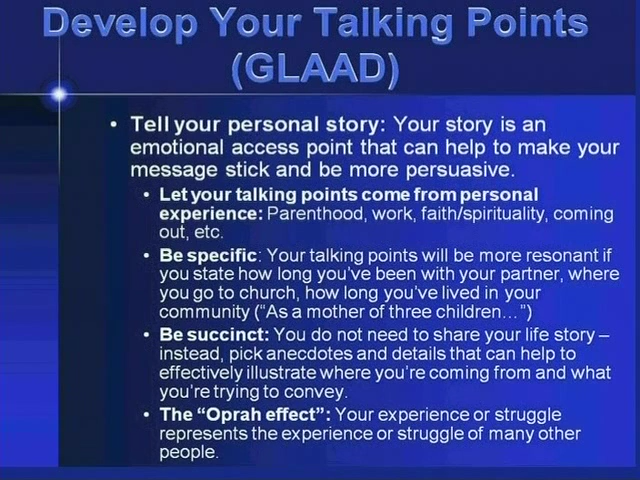 Develop Your Talking Points
(GLAAD)
• Tell your personal story: Your story is an
emotional access point that can help to make your
message stick and be more persuasive.
• Let your talking points come from personal
experience: Parenthood, work, faith/spirituality, coming
out, etc.
• Be specific: Your talking points will be more resonant if
you state how long you've been with your partner, where
you go to church, how long you've lived in your
community ("As a mother of three children…")
• Be succinct: You do not need to share your life story –
instead, pick anecdotes and details that can help to
effectively illustrate where you're coming from and what
you're trying to convey.
• The "Oprah effect": Your experience or struggle
represents the experience or struggle of many other
people.